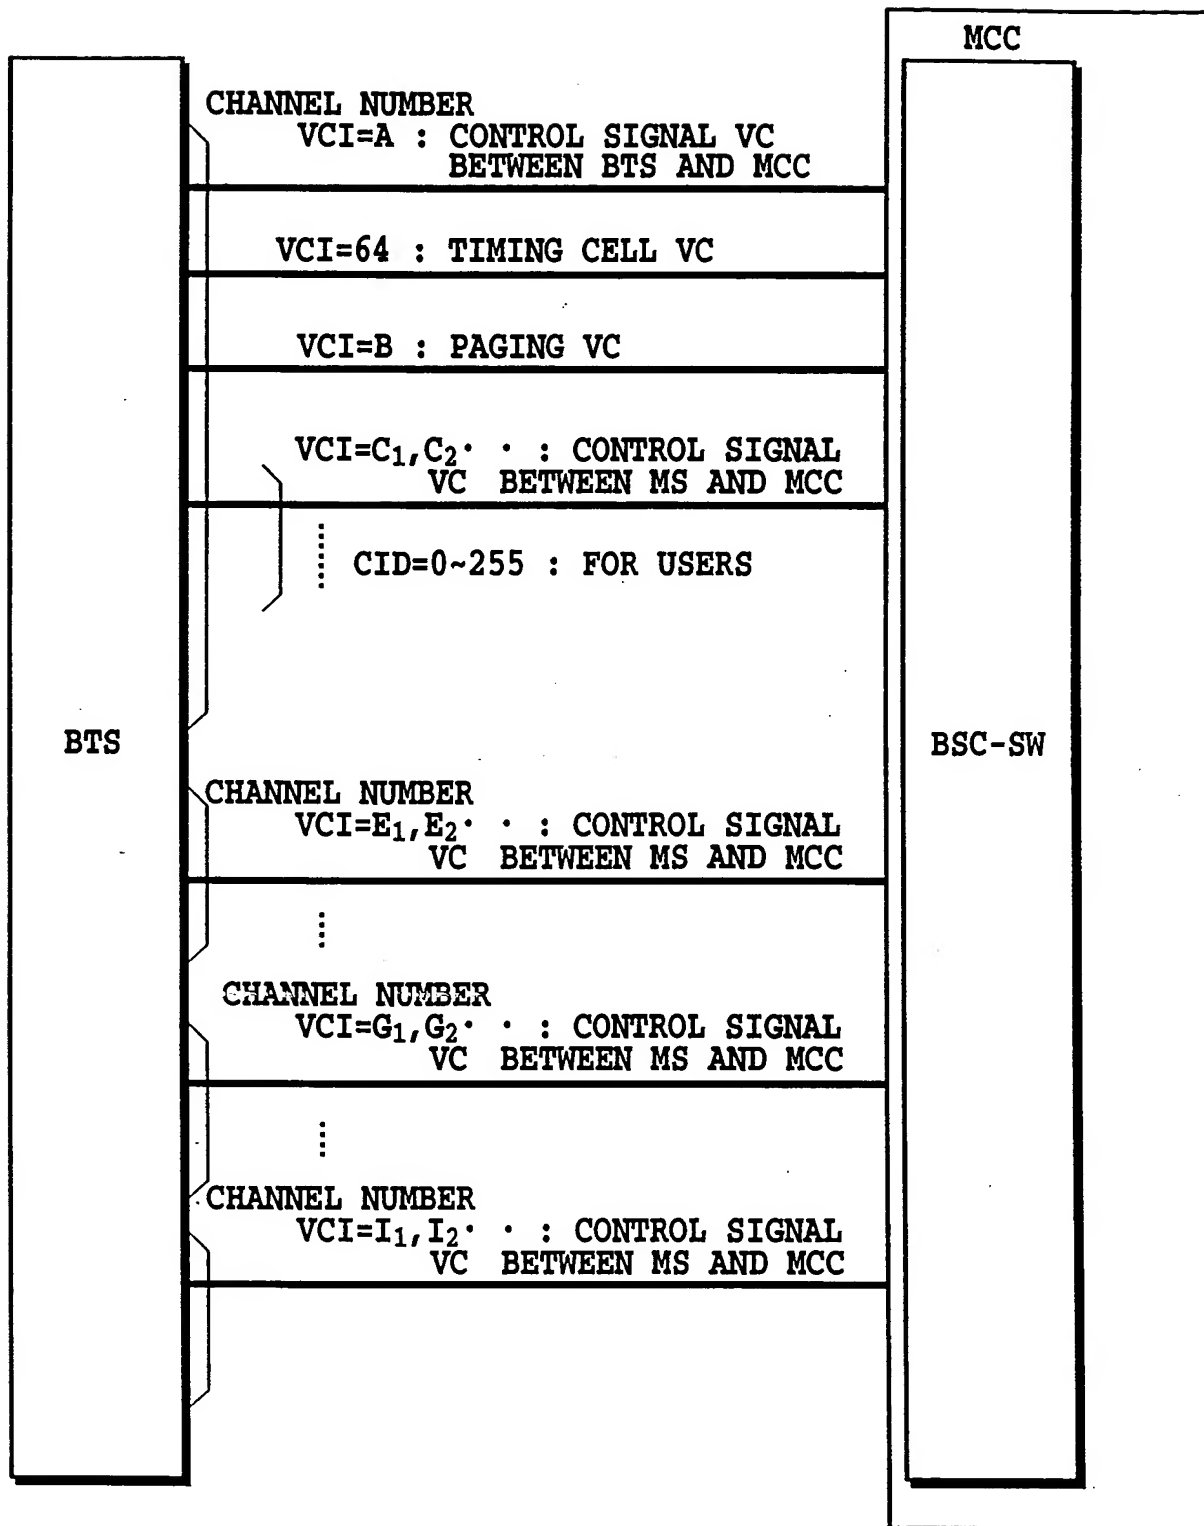 MCC
CHANNEL NUMBER
VCI=A : CONTROL SIGNAL VC
BETWEEN BTS AND MCC
VCI=64 : TIMING CELL VC
VCI=B : PAGING VC
VCI=C₁,C₂· · : CONTROL SIGNAL
VC BETWEEN MS AND MCC
CID=0~255 : FOR USERS
BTS
BSC-SW
CHANNEL NUMBER
VCI=E₁,E₂· · : CONTROL SIGNAL
VC BETWEEN MS AND MCC
CHANNEL NUMBER
VCI=G₁,G₂· · : CONTROL SIGNAL
VC BETWEEN MS AND MCC
CHANNEL NUMBER
VCI=I₁,I₂· · : CONTROL SIGNAL
VC BETWEEN MS AND MCC